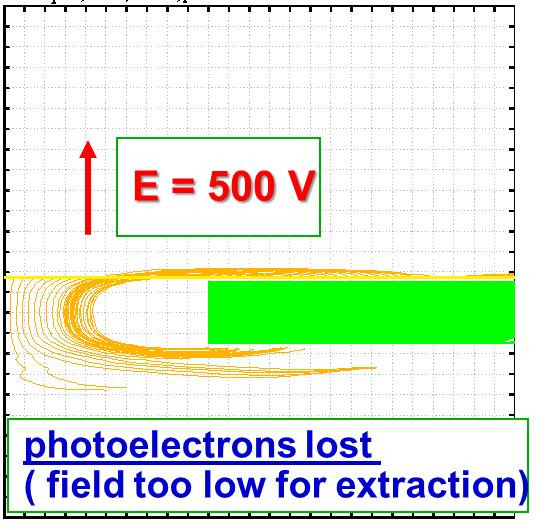 E = 500 V
photoelectrons lost
( field too low for extraction)